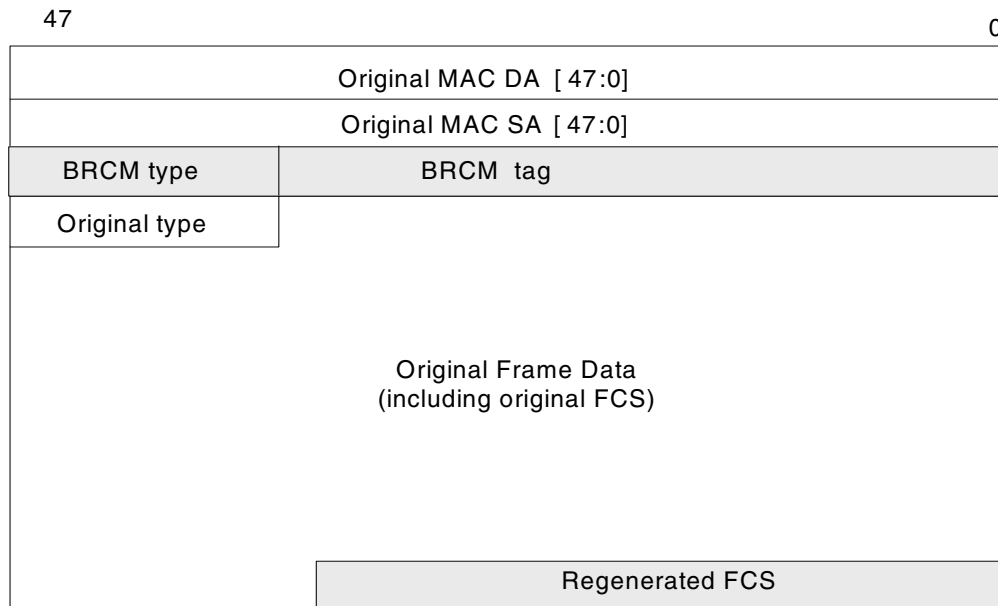 47
0
Original MAC DA [ 47:0]
Original MAC SA [ 47:0]
BRCM type BRCM tag
Original type
Original Frame Data
(including original FCS)
Regenerated FCS